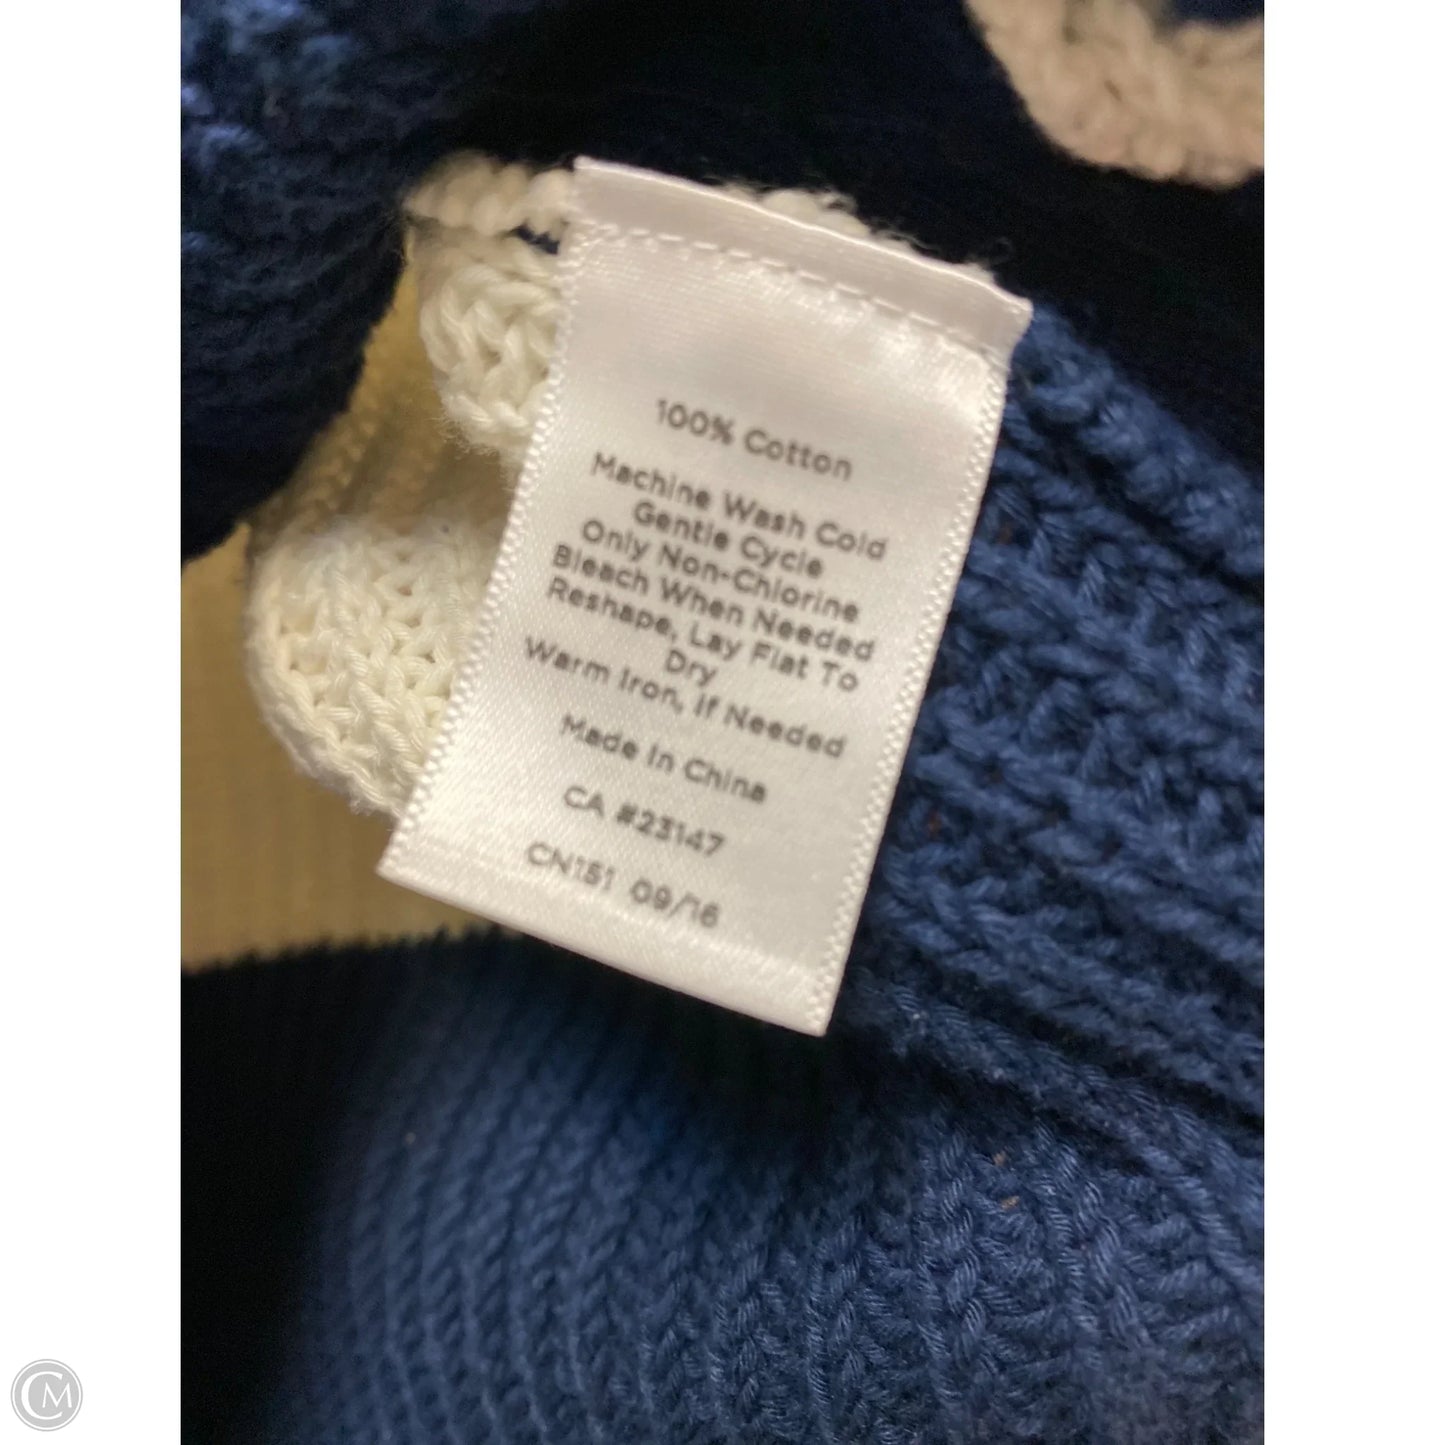 100% Cotton
Machine Wash Cold
Gentle Cycle
Only Non-Chlorine
Bleach When Needed
Reshape, Lay Flat To
Dry
Warm Iron, If Needed
Made In China
CA #23147
CN151 09/16
CM